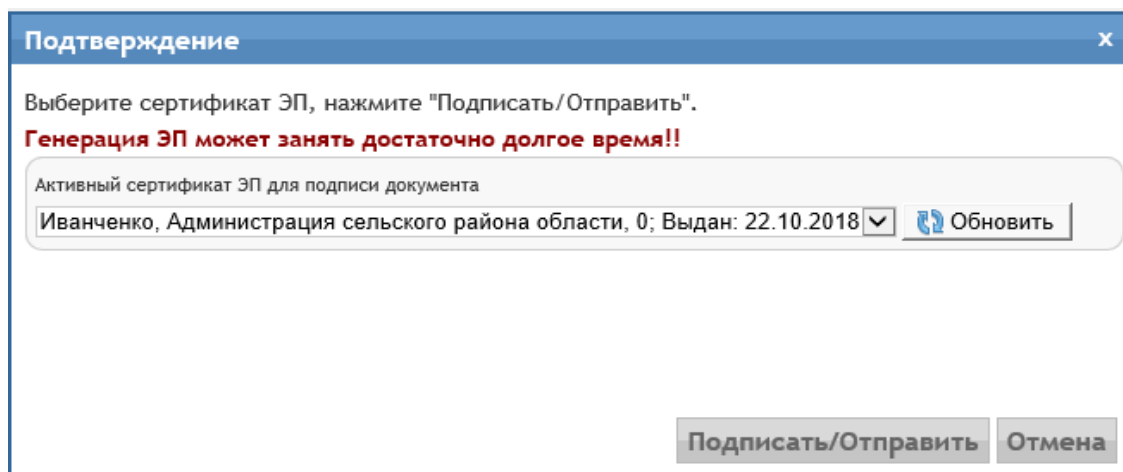 Подтверждение x
Выберите сертификат ЭП, нажмите "Подписать/Отправить".
Генерация ЭП может занять достаточно долгое время!!
Активный сертификат ЭП для подписи документа
Иванченко, Администрация сельского района области, 0; Выдан: 22.10.2018 Обновить
Подписать/Отправить Отмена